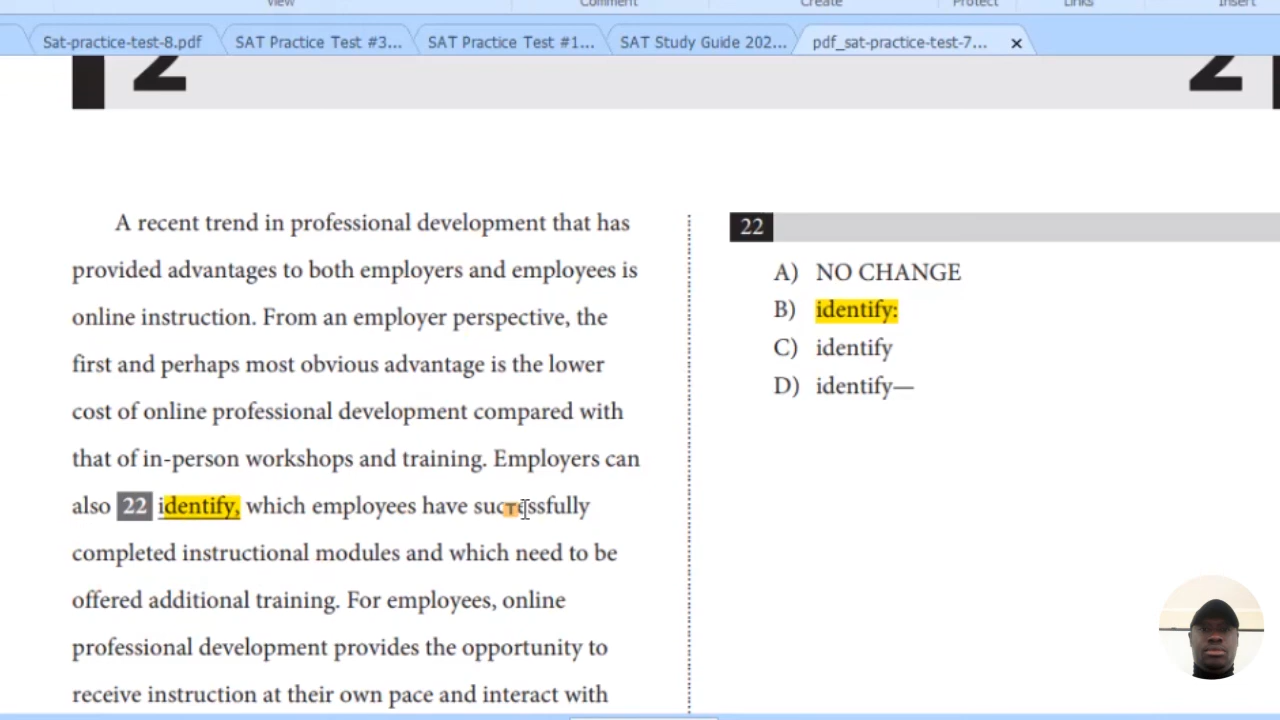 View Comment Create Protect Links Insert
Sat-practice-test-8.pdf SAT Practice Test #3... SAT Practice Test #1... SAT Study Guide 202... pdf_sat-practice-test-7...
2 2
A recent trend in professional development that has
provided advantages to both employers and employees is
online instruction. From an employer perspective, the
first and perhaps most obvious advantage is the lower
cost of online professional development compared with
that of in-person workshops and training. Employers can
also 22 identify, which employees have successfully
completed instructional modules and which need to be
offered additional training. For employees, online
professional development provides the opportunity to
receive instruction at their own pace and interact with
22
A) NO CHANGE
B) identify:
C) identify
D) identify—